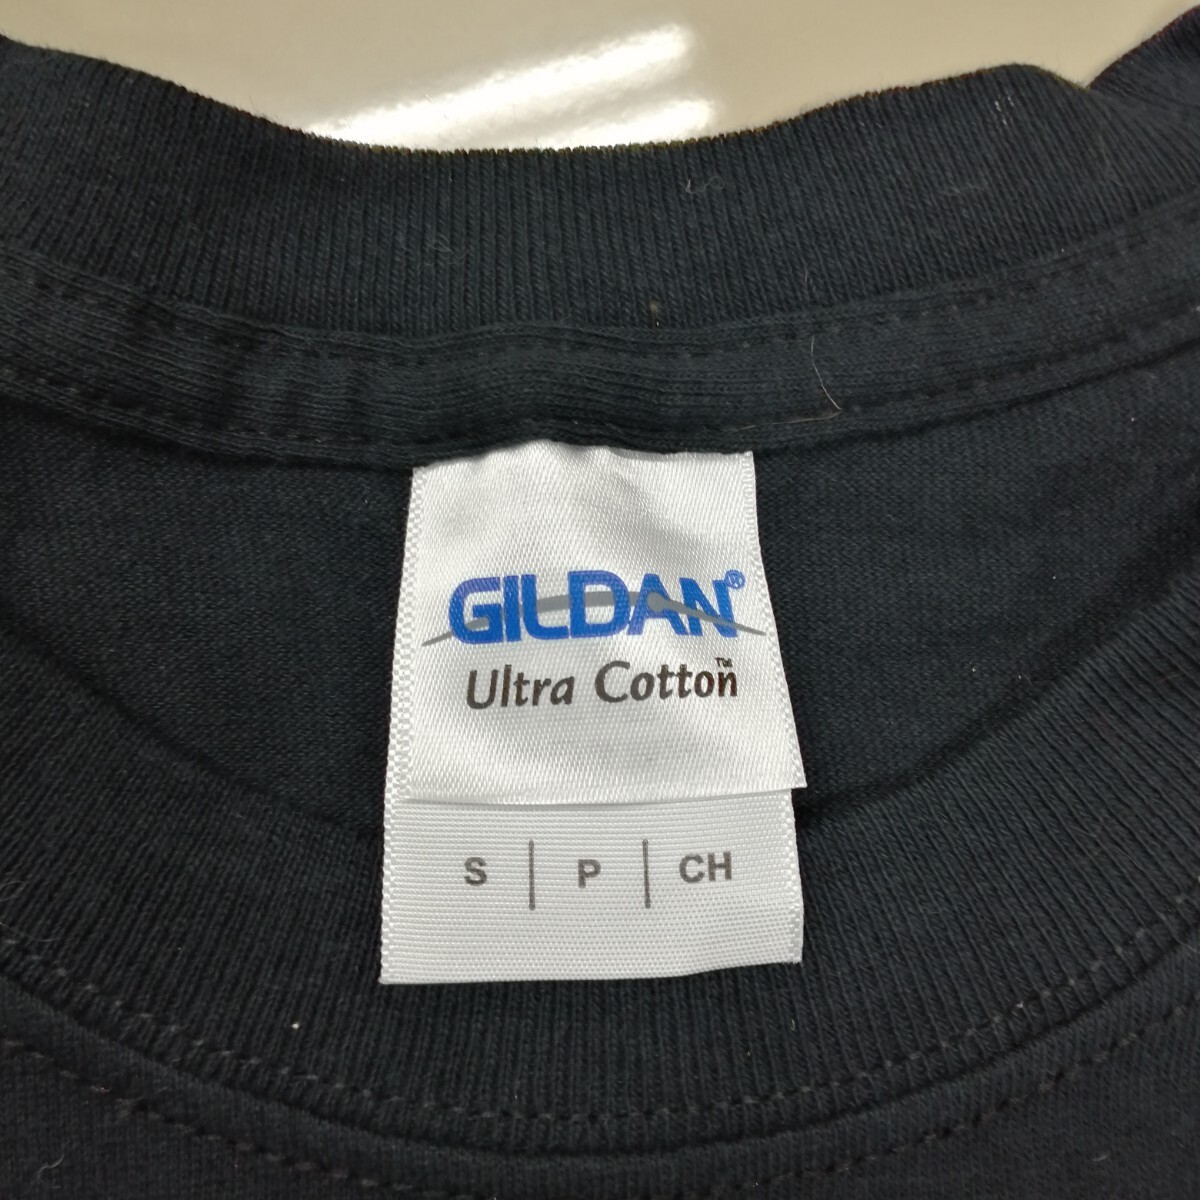 GILDAN®
Ultra Cotton™
S | P | CH